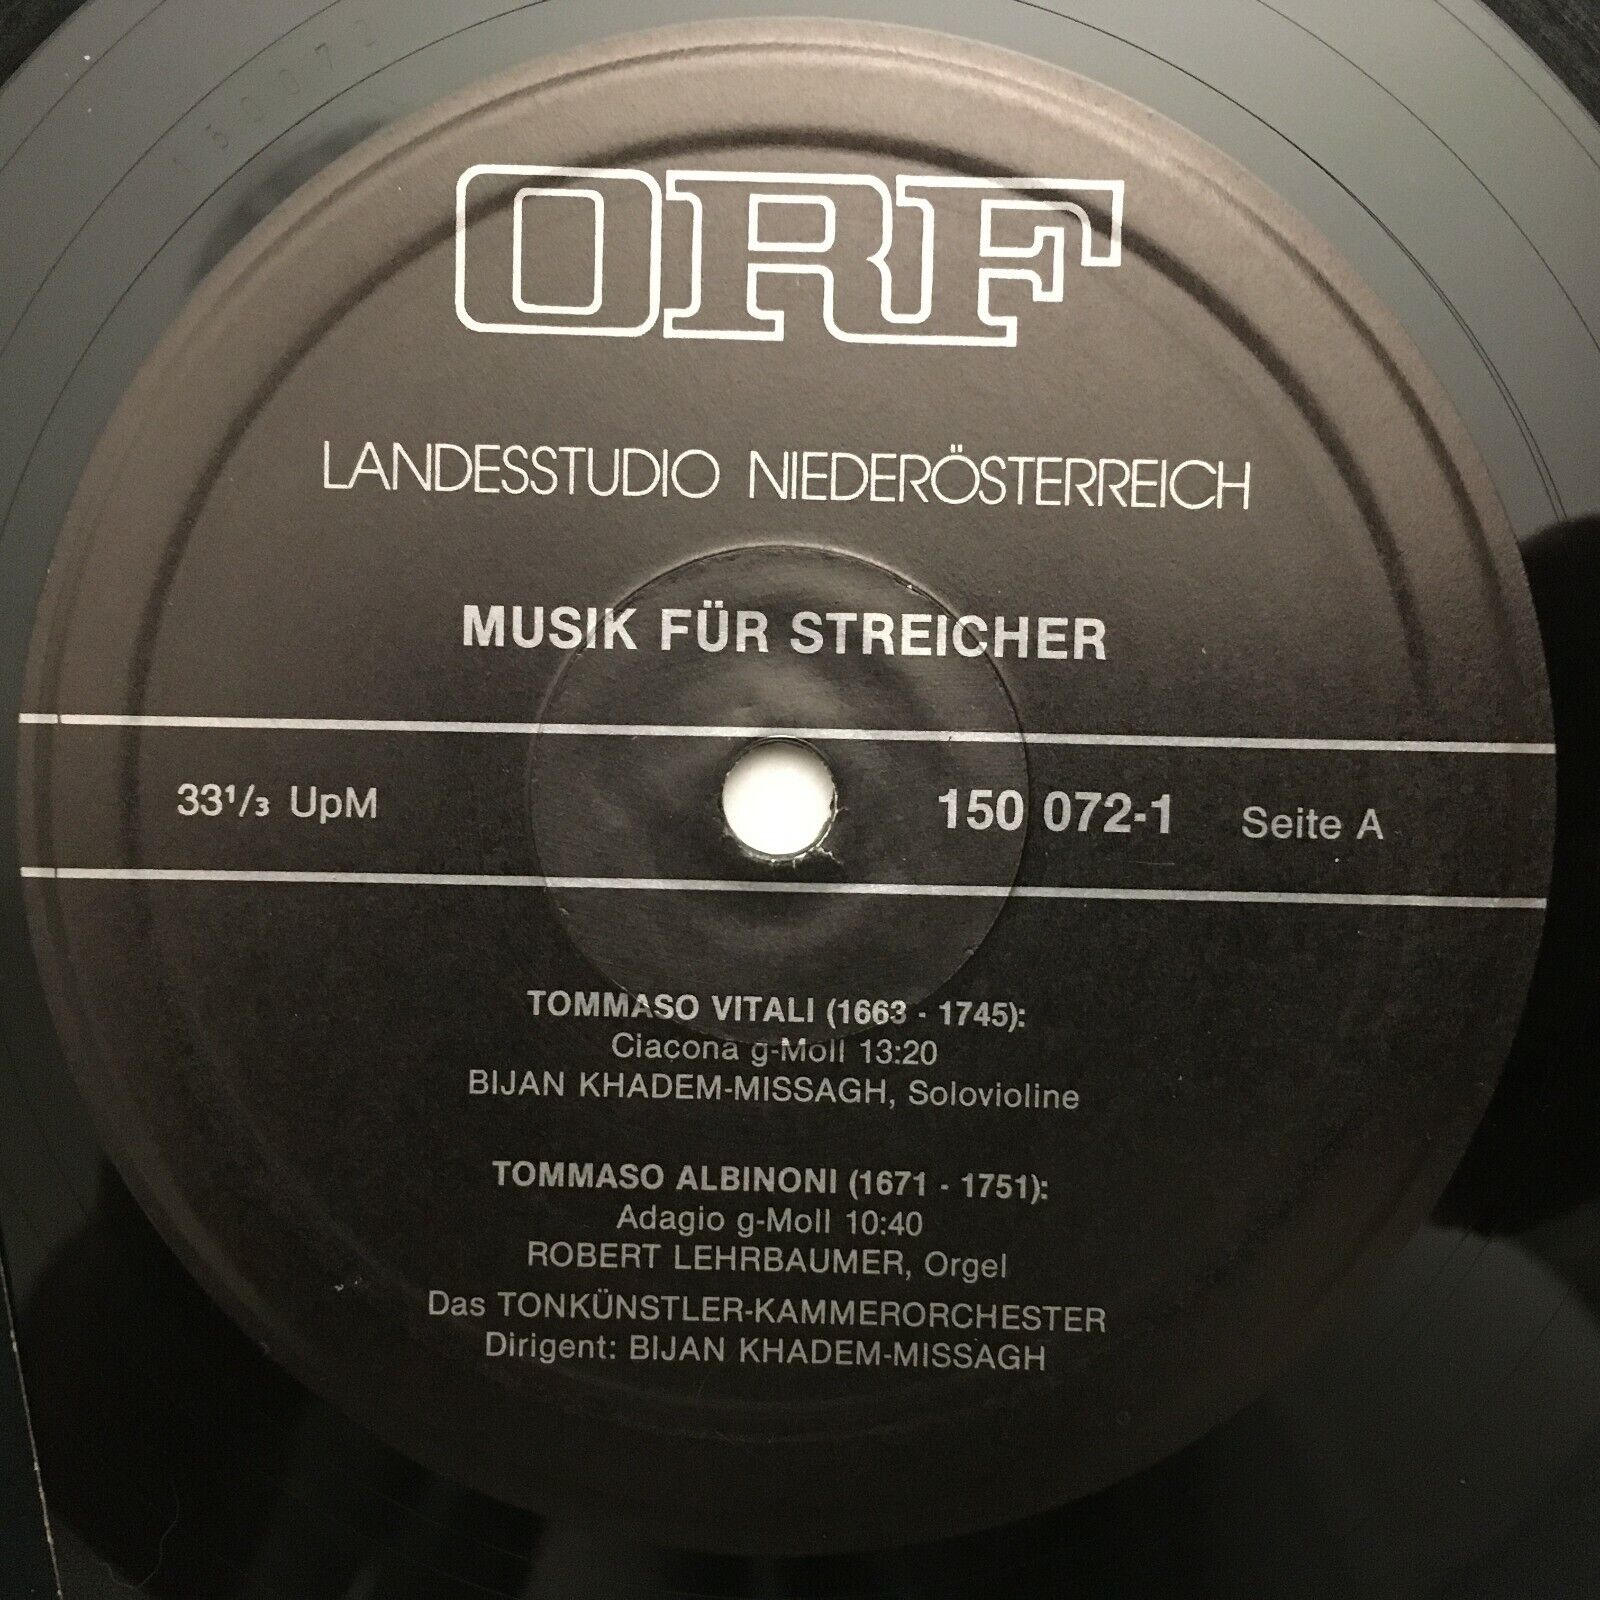 150072
ORF
LANDESSTUDIO NIEDERÖSTERREICH
MUSIK FÜR STREICHER
33¹/₃ UpM 150 072-1 Seite A
TOMMASO VITALI (1663 - 1745):
Ciacona g-Moll 13:20
BIJAN KHADEM-MISSAGH, Solovioline
TOMMASO ALBINONI (1671 - 1751):
Adagio g-Moll 10:40
ROBERT LEHRBAUMER, Orgel
Das TONKÜNSTLER-KAMMERORCHESTER
Dirigent: BIJAN KHADEM-MISSAGH